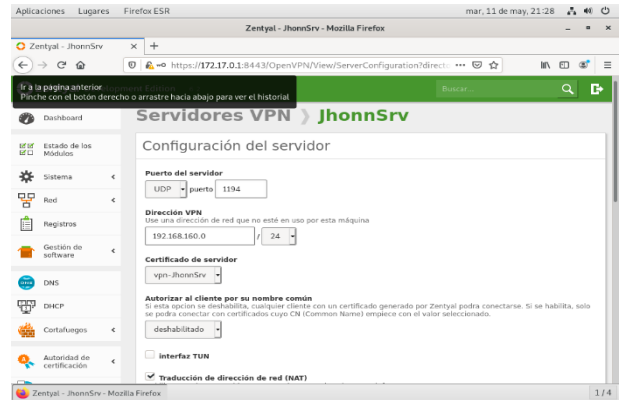 Aplicaciones Lugares Firefox ESR mar, 11 de may, 21:28
Zentyal - JhonnSrv - Mozilla Firefox
Zentyal - JhonnSrv
https://172.17.0.1:8443/OpenVPN/View/ServerConfiguration?direct
Ir a la pagina anterior
Pinche con el botón derecho o arrastre hacia abajo para ver el historial
Edition
Buscar...
Dashboard
Servidores VPN JhonnSrv
Estado de los
Módulos
Configuración del servidor
Sistema
Puerto del servidor
UDP puerto 1194
Red
Dirección VPN
Use una dirección de red que no esté en uso por esta máquina
Registros
192.168.160.0 / 24
Gestión de
software
Certificado de servidor
vpn-JhonnSrv
DNS
Autorizar al cliente por su nombre común
Si esta opcion se deshabilita, cualquier cliente con un certificado generado por Zentyal podra conectarse. Si se habilita, solo
se podra conectar con certificados cuyo CN (Common Name) empiece con el valor seleccionado.
DHCP
deshabilitado
Cortafuegos
interfaz TUN
Autoridad de
certificación
Traducción de dirección de red (NAT)
Zentyal - JhonnSrv - Mozilla Firefox 1 / 4